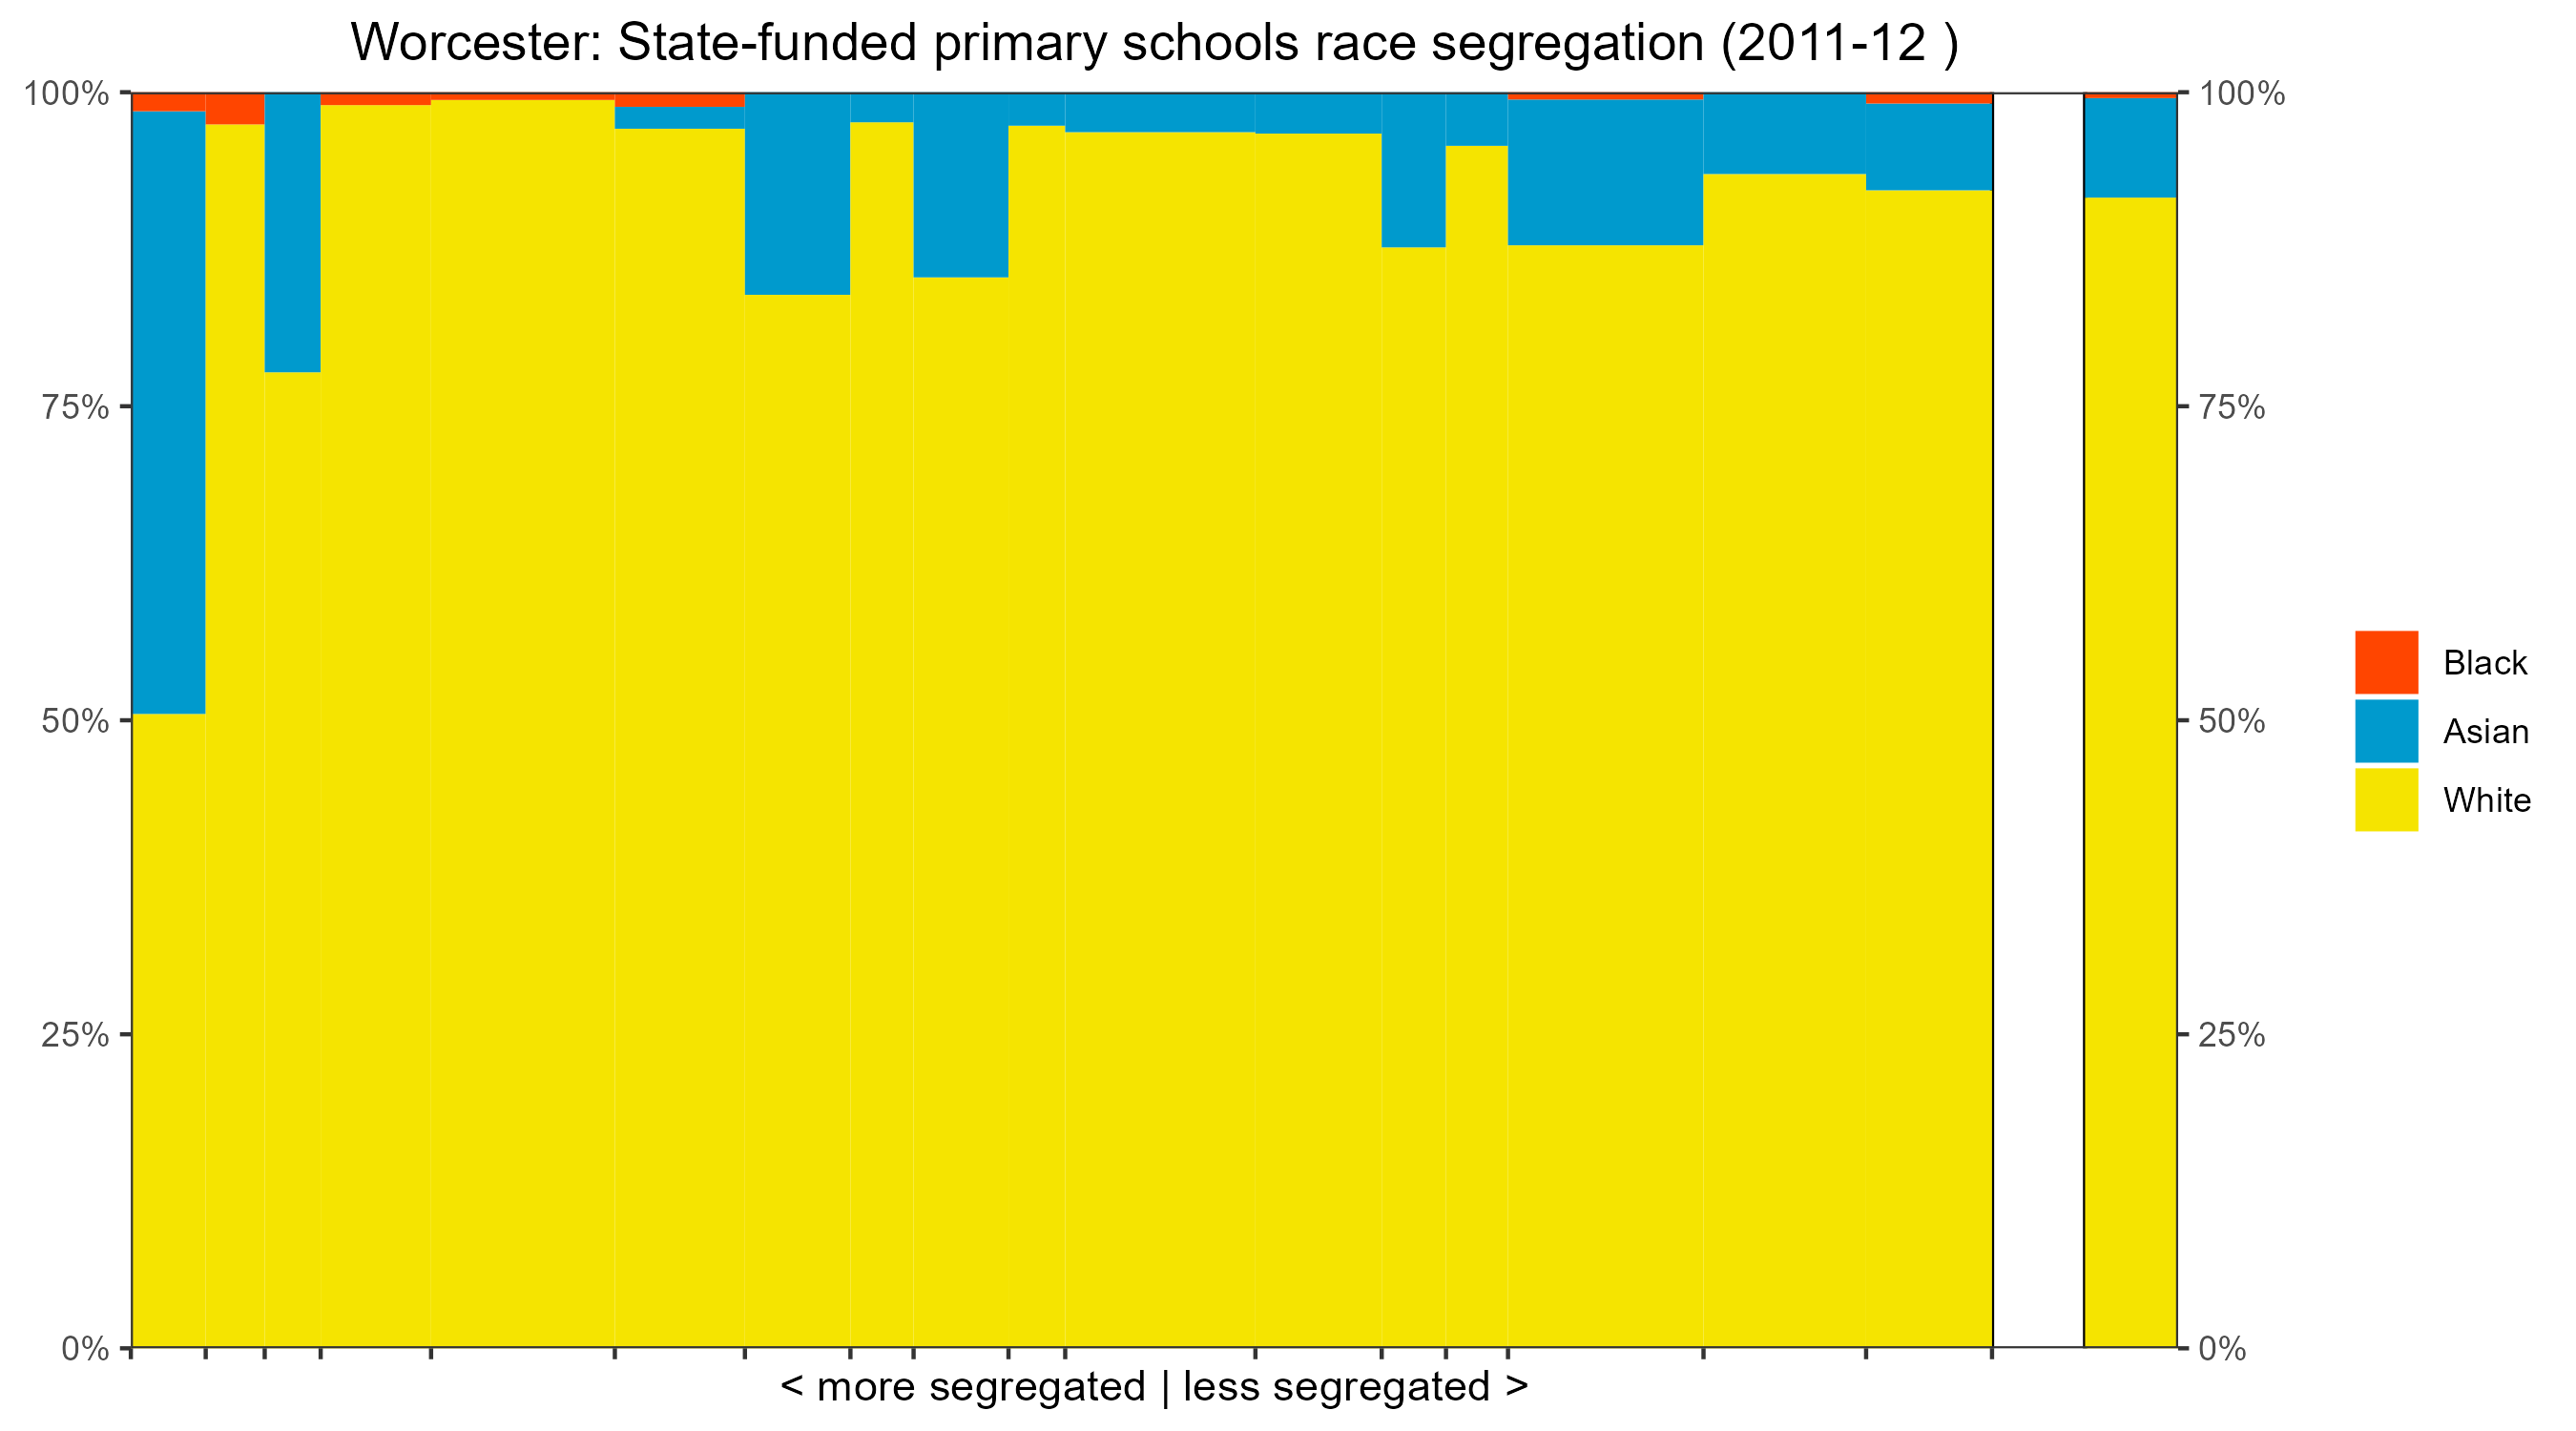 Worcester: State-funded primary schools race segregation (2011-12 )
100%
75%
50%
25%
0%
100%
75%
50%
25%
0%
Black
Asian
White
< more segregated | less segregated >